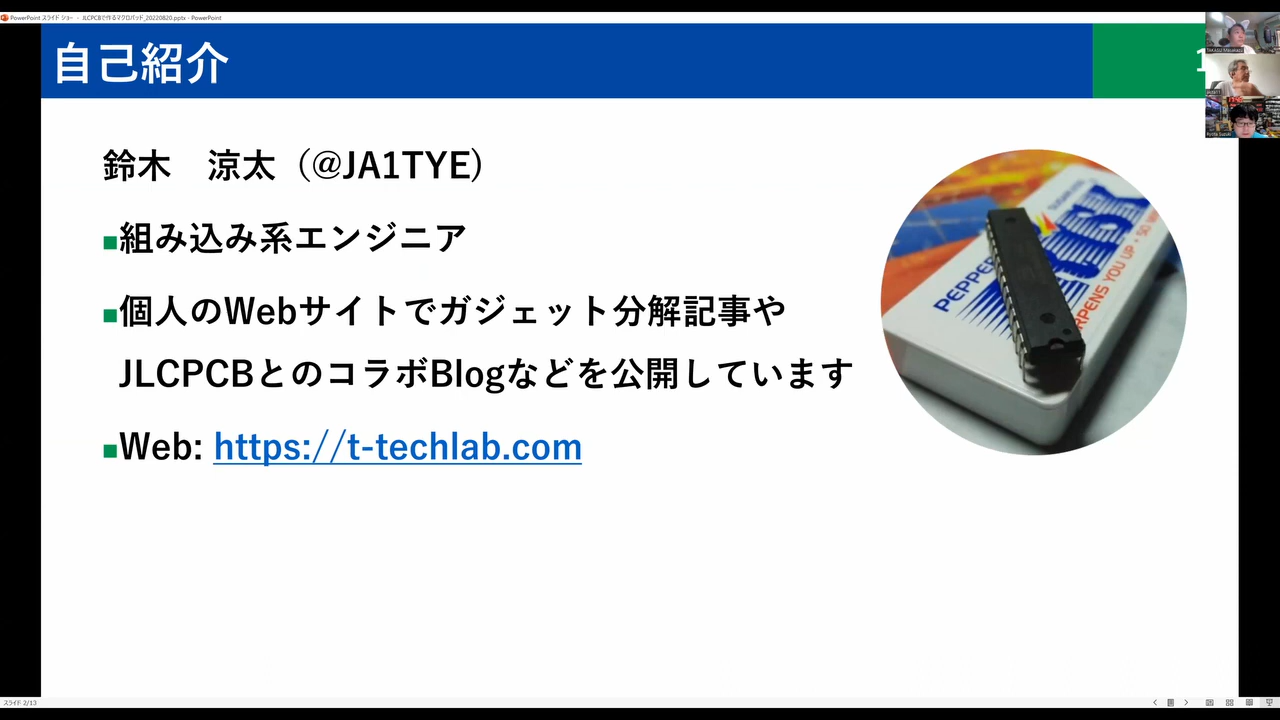 PowerPoint スライド ショー - JLCPCBで作るマクロパッド_20220820.pptx - PowerPoint
自己紹介
1
鈴木 涼太（@JA1TYE）
■組み込み系エンジニア
■個人のWebサイトでガジェット分解記事や
JLCPCBとのコラボBlogなどを公開しています
■Web: https://t-techlab.com
PEPPER
RPENS YOU UP
スライド 2/13